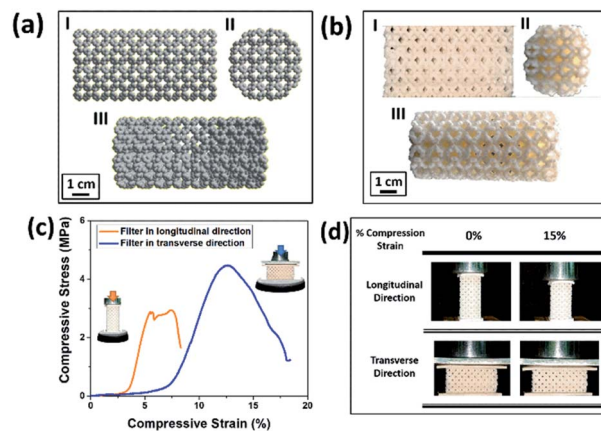 (a)
I
II
III
1 cm
(b)
I
II
III
1 cm
(c)
Compressive Stress (MPa)
6
4
2
0
Filter in longitudinal direction
Filter in transverse direction
0
5
10
15
20
Compressive Strain (%)
(d)
% Compression
Strain
0%
15%
Longitudinal
Direction
Transverse
Direction